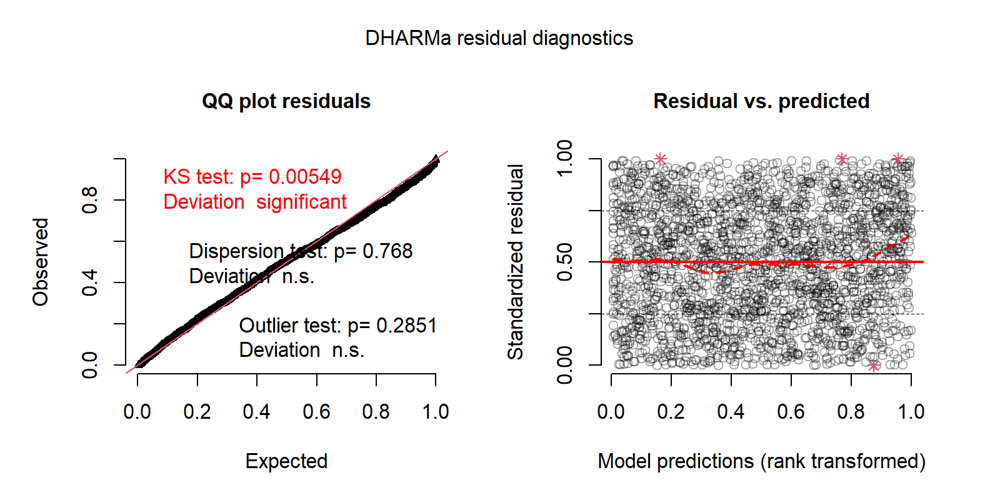 DHARMa residual diagnostics
QQ plot residuals
KS test: p= 0.00549
Deviation  significant
Dispersion test: p= 0.768
Deviation  n.s.
Outlier test: p= 0.2851
Deviation  n.s.
Observed
0.0
0.4
0.8
0.0 0.2 0.4 0.6 0.8 1.0
Expected
Residual vs. predicted
Standardized residual
0.00
0.50
1.00
0.0 0.2 0.4 0.6 0.8 1.0
Model predictions (rank transformed)